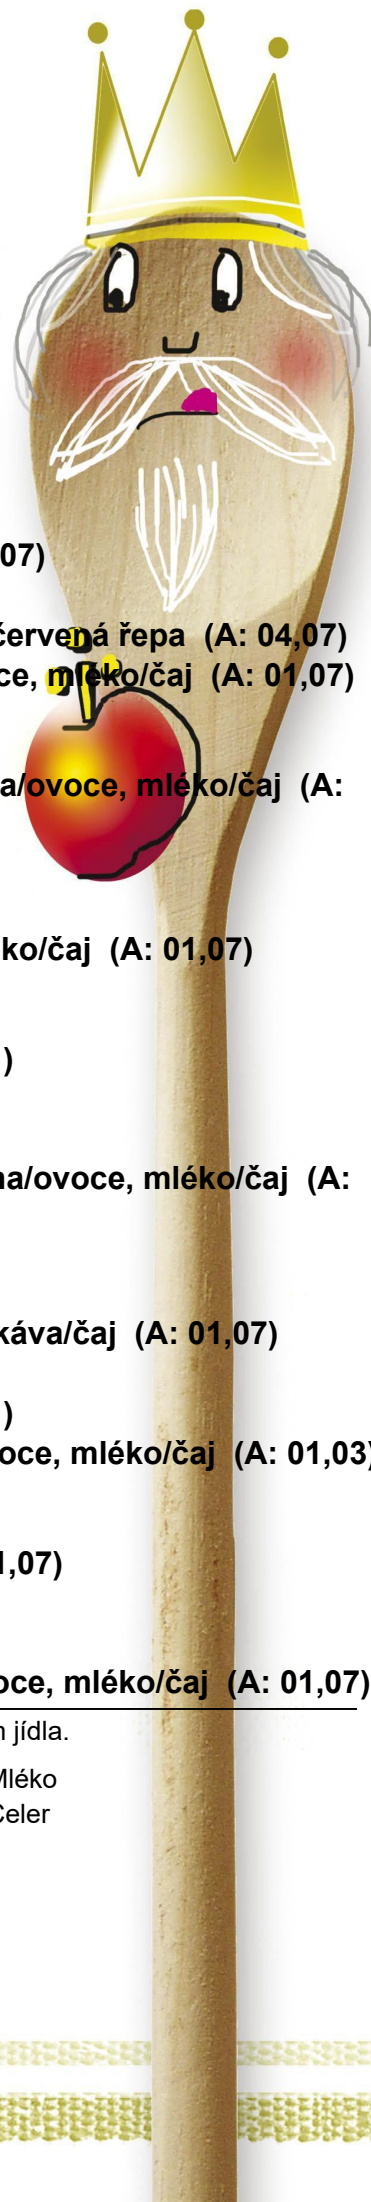 07)
červená řepa (A: 04,07)
ce, mléko/čaj (A: 01,07)
a/ovoce, mléko/čaj (A:
ko/čaj (A: 01,07)
)
na/ovoce, mléko/čaj (A:
káva/čaj (A: 01,07)
)
oce, mléko/čaj (A: 01,03)
1,07)
oce, mléko/čaj (A: 01,07)
n jídla.
Mléko
Celer